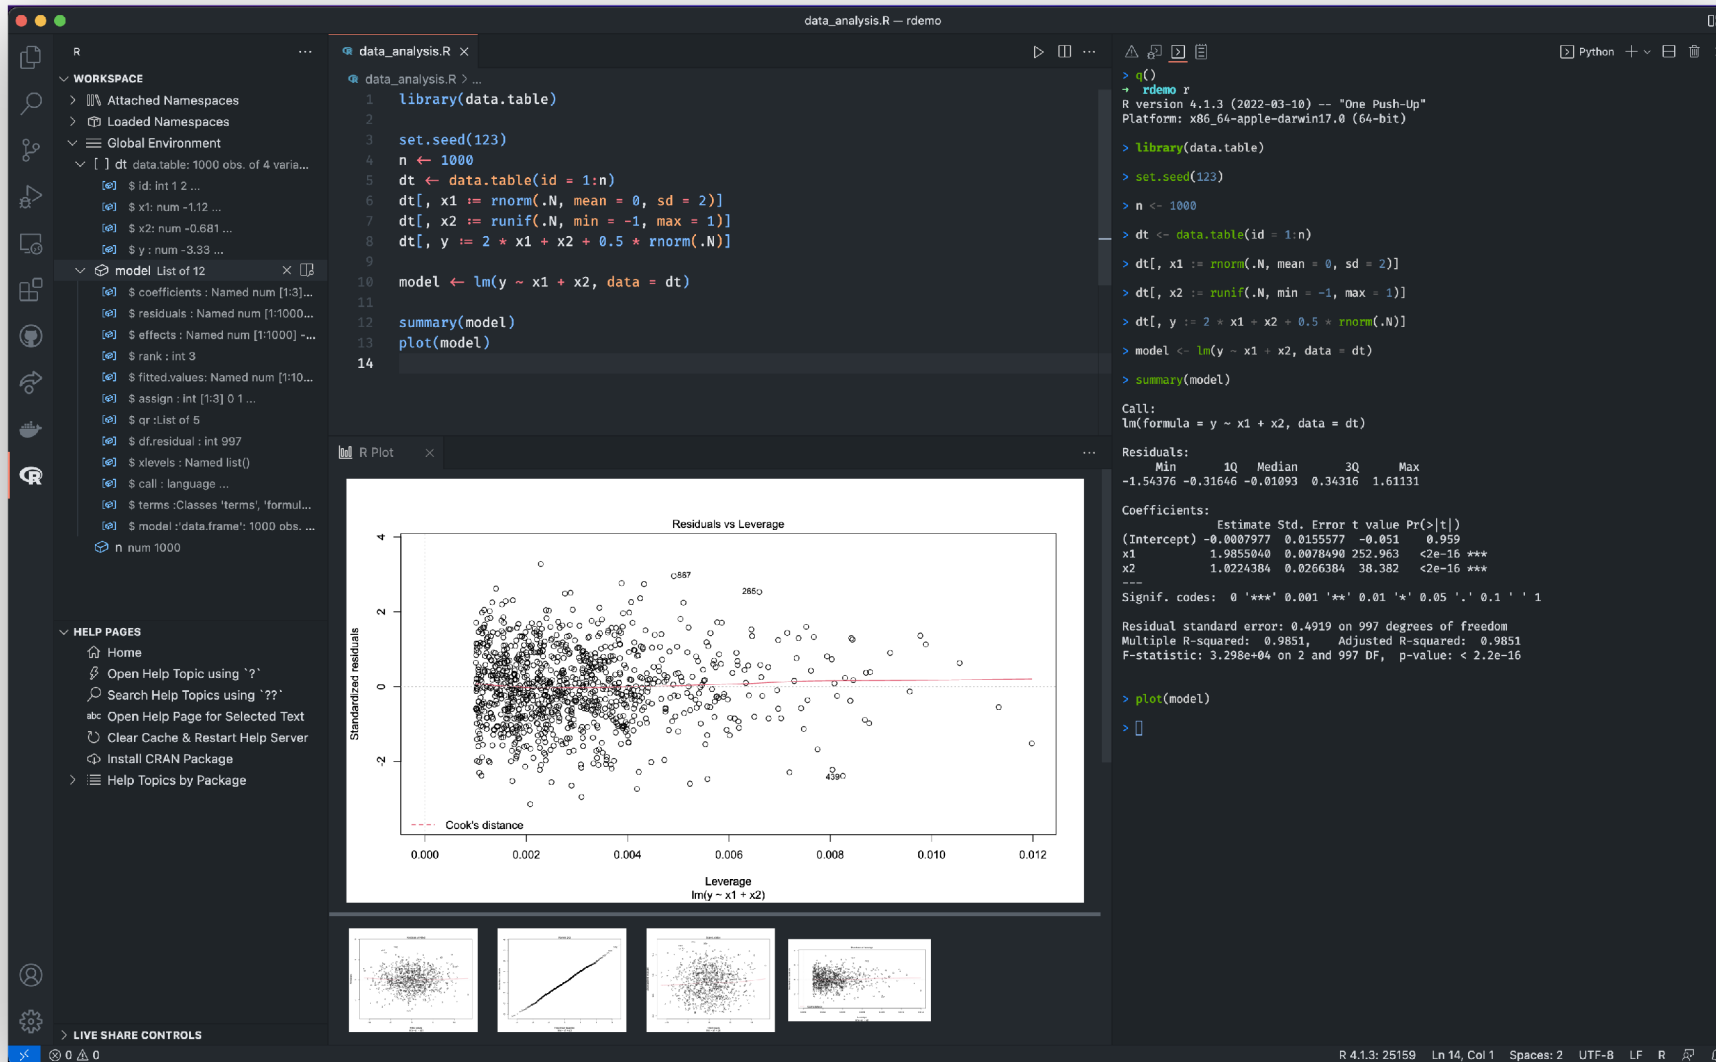 data_analysis.R — rdemo
R
WORKSPACE
Attached Namespaces
Loaded Namespaces
Global Environment
[ ] dt data.table: 1000 obs. of 4 varia...
$ id: int 1 2 ...
$ x1: num -1.12 ...
$ x2: num -0.681 ...
$ y : num -3.33 ...
model List of 12
$ coefficients : Named num [1:3]...
$ residuals : Named num [1:1000...
$ effects : Named num [1:1000] -...
$ rank : int 3
$ fitted.values: Named num [1:10...
$ assign : int [1:3] 0 1 ...
$ qr :List of 5
$ df.residual : int 997
$ xlevels : Named list()
$ call : language ...
$ terms :Classes 'terms', 'formul...
$ model :'data.frame': 1000 obs. ...
n num 1000
HELP PAGES
Home
Open Help Topic using `?`
Search Help Topics using `??`
abc Open Help Page for Selected Text
Clear Cache & Restart Help Server
Install CRAN Package
Help Topics by Package
LIVE SHARE CONTROLS
data_analysis.R
data_analysis.R > ...
1 library(data.table)
2
3 set.seed(123)
4 n ← 1000
5 dt ← data.table(id = 1:n)
6 dt[, x1 := rnorm(.N, mean = 0, sd = 2)]
7 dt[, x2 := runif(.N, min = -1, max = 1)]
8 dt[, y := 2 * x1 + x2 + 0.5 * rnorm(.N)]
9
10 model ← lm(y ~ x1 + x2, data = dt)
11
12 summary(model)
13 plot(model)
14
R Plot
Residuals vs Leverage
Standardized residuals
4
2
0
-2
867
265
439
Cook's distance
0.000 0.002 0.004 0.006 0.008 0.010 0.012
Leverage
lm(y ~ x1 + x2)
Python
> q()
→ rdemo r
R version 4.1.3 (2022-03-10) -- "One Push-Up"
Platform: x86_64-apple-darwin17.0 (64-bit)
> library(data.table)
> set.seed(123)
> n <- 1000
> dt <- data.table(id = 1:n)
> dt[, x1 := rnorm(.N, mean = 0, sd = 2)]
> dt[, x2 := runif(.N, min = -1, max = 1)]
> dt[, y := 2 * x1 + x2 + 0.5 * rnorm(.N)]
> model <- lm(y ~ x1 + x2, data = dt)
> summary(model)
Call:
lm(formula = y ~ x1 + x2, data = dt)
Residuals:
Min 1Q Median 3Q Max
-1.54376 -0.31646 -0.01093 0.34316 1.61131
Coefficients:
Estimate Std. Error t value Pr(>|t|)
(Intercept) -0.0007977 0.0155577 -0.051 0.959
x1 1.9855040 0.0078490 252.963 <2e-16 ***
x2 1.0224384 0.0266384 38.382 <2e-16 ***
---
Signif. codes: 0 '***' 0.001 '**' 0.01 '*' 0.05 '.' 0.1 ' ' 1
Residual standard error: 0.4919 on 997 degrees of freedom
Multiple R-squared: 0.9851, Adjusted R-squared: 0.9851
F-statistic: 3.298e+04 on 2 and 997 DF, p-value: < 2.2e-16
> plot(model)
>
0 0
R 4.1.3: 25159 Ln 14, Col 1 Spaces: 2 UTF-8 LF R